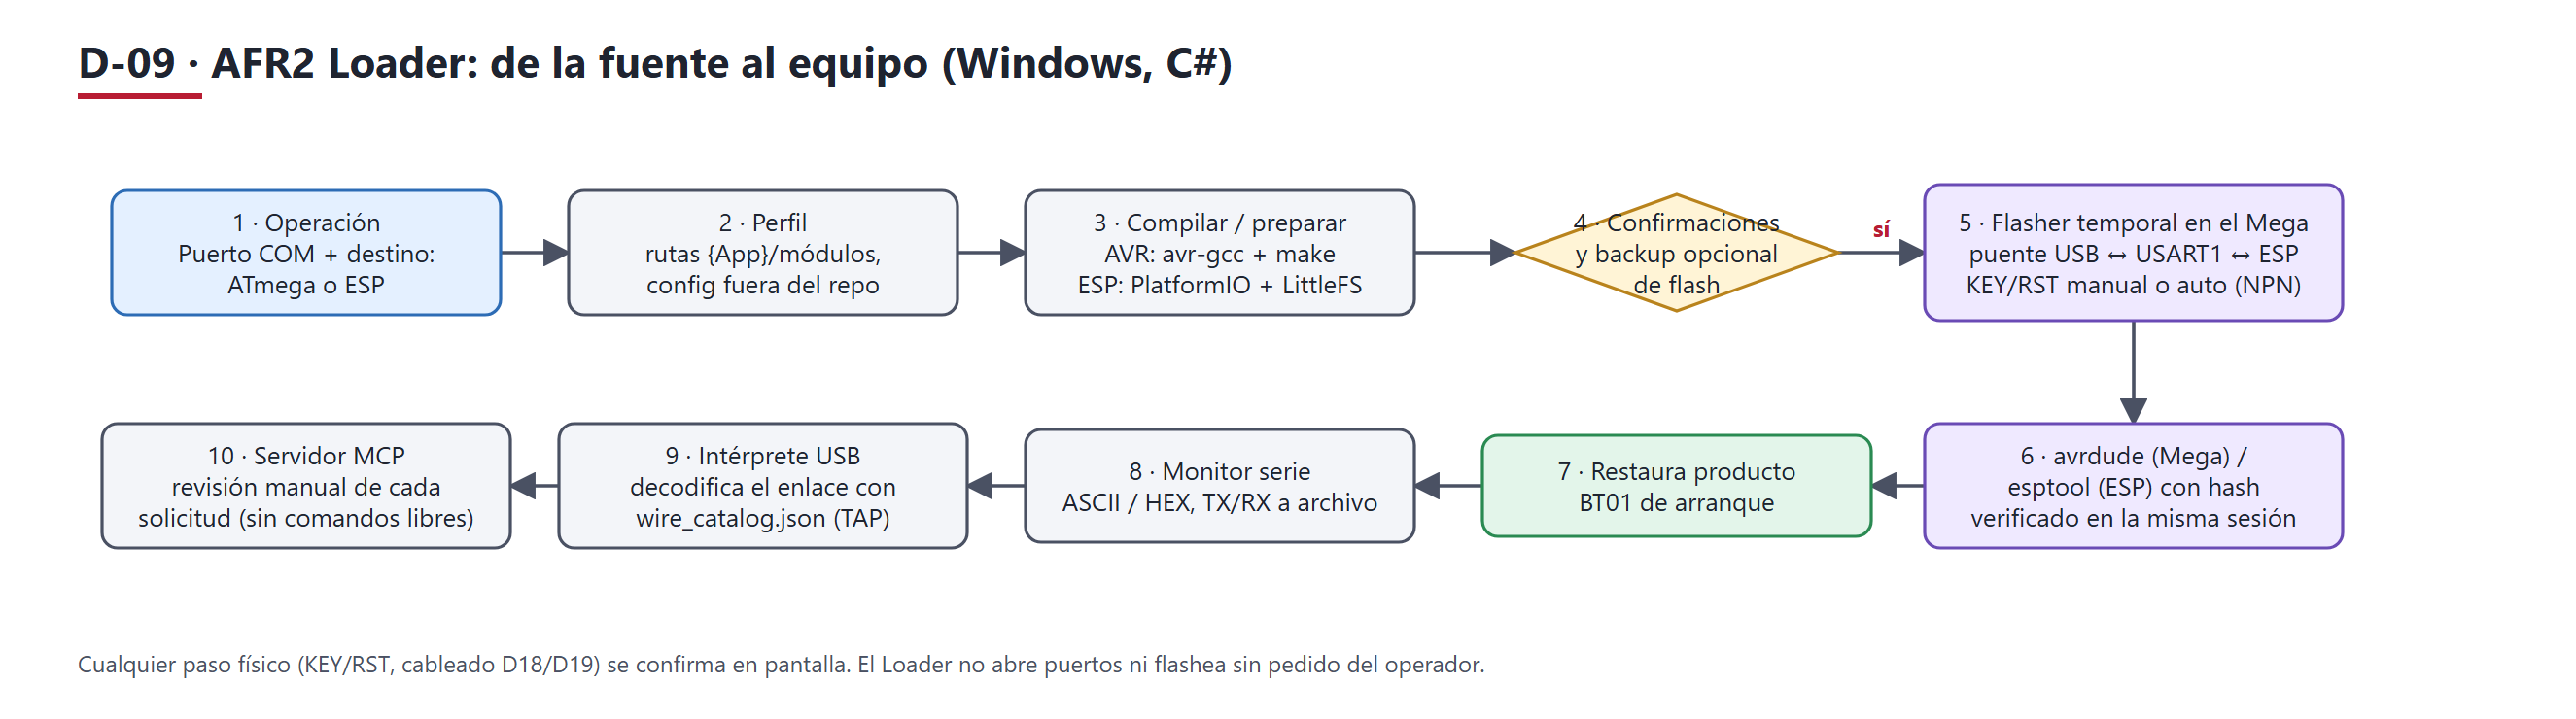 D-09 · AFR2 Loader: de la fuente al equipo (Windows, C#)
1 · Operación
Puerto COM + destino:
ATmega o ESP
2 · Perfil
rutas {App}/módulos,
config fuera del repo
3 · Compilar / preparar
AVR: avr-gcc + make
ESP: PlatformIO + LittleFS
4 · Confirmaciones
y backup opcional
de flash
sí
5 · Flasher temporal en el Mega
puente USB ↔ USART1 ↔ ESP
KEY/RST manual o auto (NPN)
6 · avrdude (Mega) /
esptool (ESP) con hash
verificado en la misma sesión
7 · Restaura producto
BT01 de arranque
8 · Monitor serie
ASCII / HEX, TX/RX a archivo
9 · Intérprete USB
decodifica el enlace con
wire_catalog.json (TAP)
10 · Servidor MCP
revisión manual de cada
solicitud (sin comandos libres)
Cualquier paso físico (KEY/RST, cableado D18/D19) se confirma en pantalla. El Loader no abre puertos ni flashea sin pedido del operador.